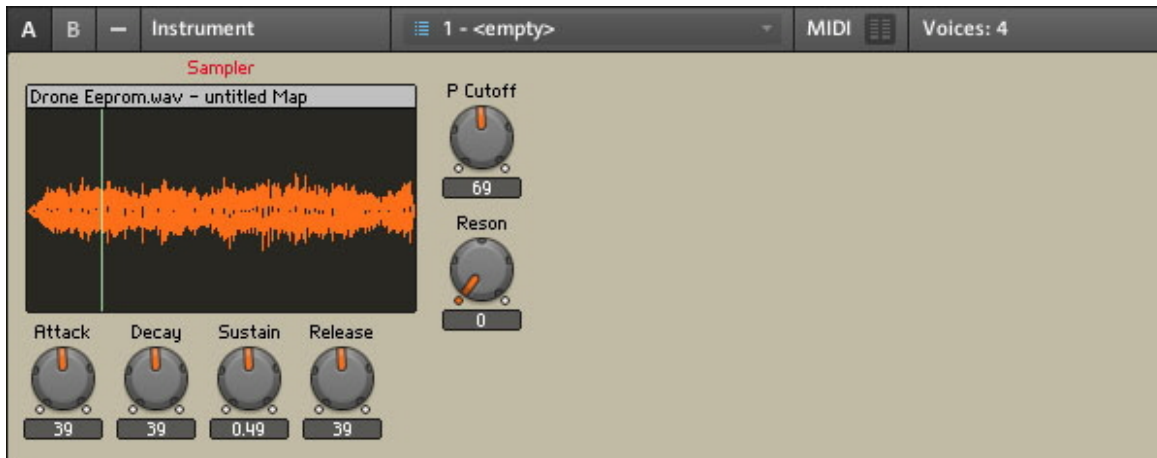 A B – Instrument 1 - <empty> MIDI Voices: 4
Sampler
Drone Eeprom.wav - untitled Map
P Cutoff
69
Reson
0
Attack Decay Sustain Release
39 39 0.49 39